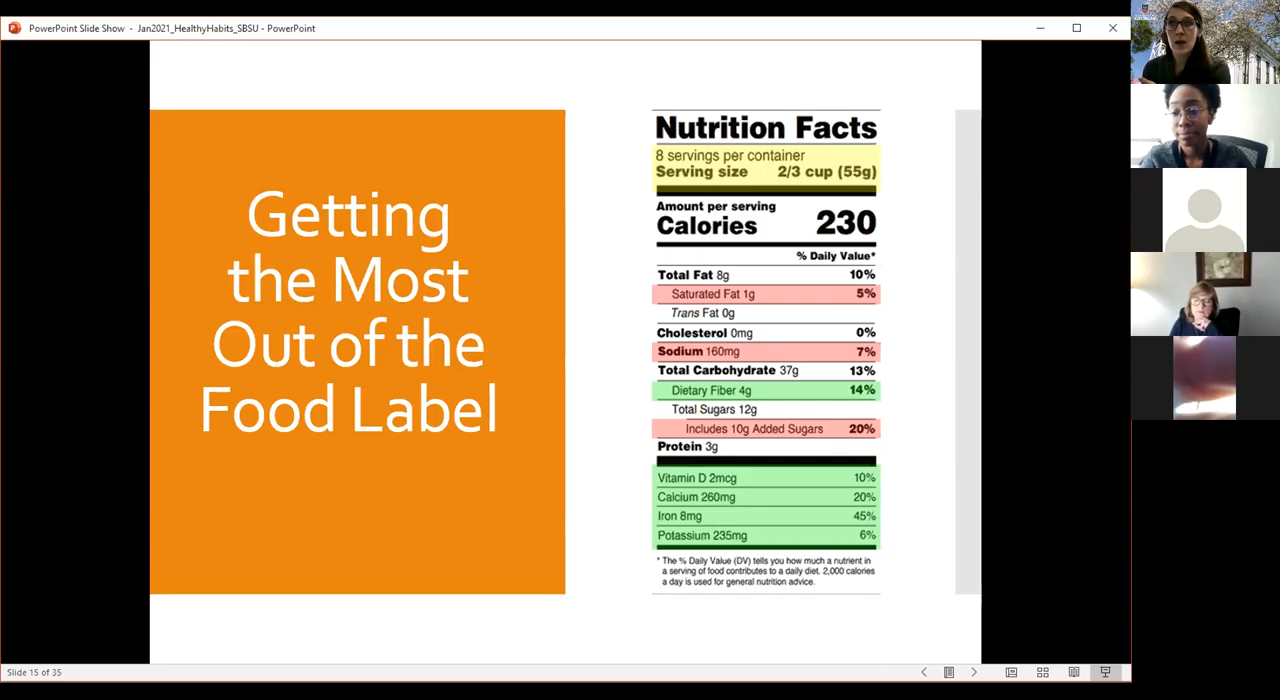 PowerPoint Slide Show - Jan2021_HealthyHabits_SBSU - PowerPoint
Getting
the Most
Out of the
Food Label
Nutrition Facts
8 servings per container
Serving size 2/3 cup (55g)
Amount per serving
Calories 230
% Daily Value*
Total Fat 8g 10%
Saturated Fat 1g 5%
Trans Fat 0g
Cholesterol 0mg 0%
Sodium 160mg 7%
Total Carbohydrate 37g 13%
Dietary Fiber 4g 14%
Total Sugars 12g
Includes 10g Added Sugars 20%
Protein 3g
Vitamin D 2mcg 10%
Calcium 260mg 20%
Iron 8mg 45%
Potassium 235mg 6%
* The % Daily Value (DV) tells you how much a nutrient in
a serving of food contributes to a daily diet. 2,000 calories
a day is used for general nutrition advice.
Slide 15 of 35